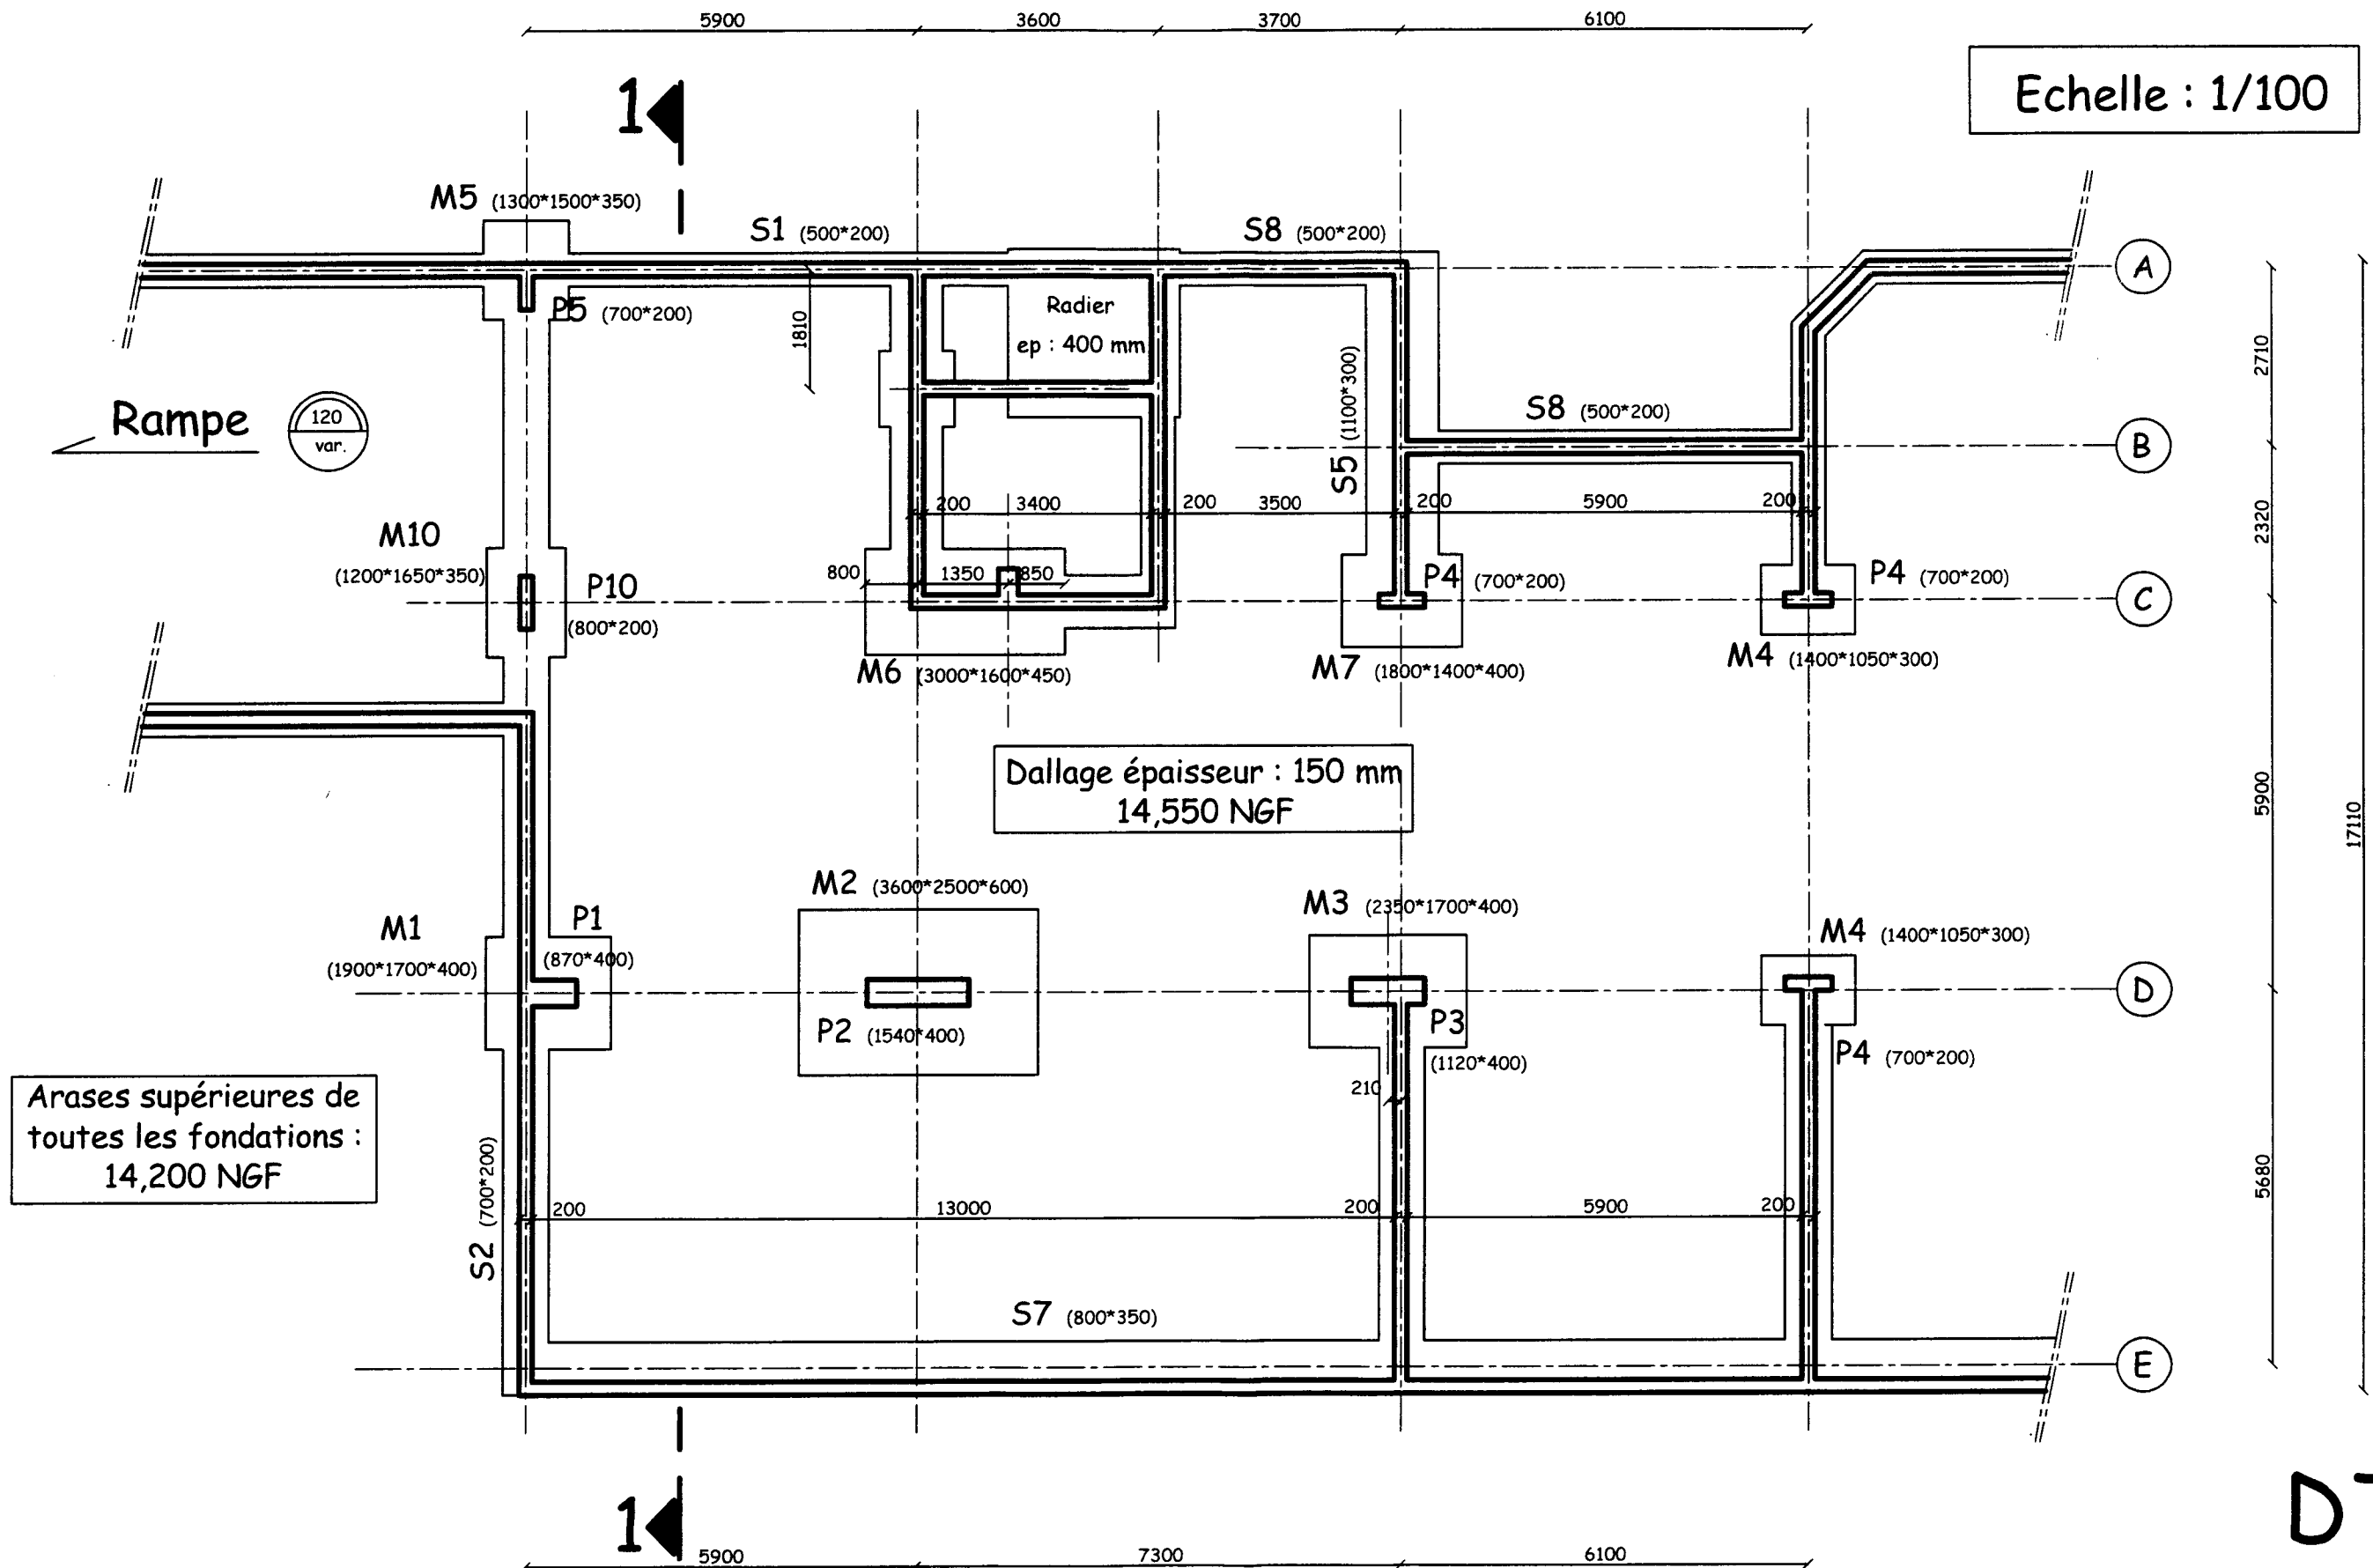 5900 3600 3700 6100
Echelle : 1/100
1
M5 (1300*1500*350)
S1 (500*200)
S8 (500*200)
A
P5 (700*200)
1810
Radier
ep : 400 mm
2710
Rampe
120
var.
S5 (1100*300)
S8 (500*200)
B
200 3400 200 3500 200 5900 200
2320
M10
(1200*1650*350)
P10
(800*200)
800 1350 850
P4 (700*200)
P4 (700*200)
C
M6 (3000*1600*450)
M7 (1800*1400*400)
M4 (1400*1050*300)
Dallage épaisseur : 150 mm
14,550 NGF
5900
17110
M1
(1900*1700*400)
P1
(870*400)
M2 (3600*2500*600)
M3 (2350*1700*400)
M4 (1400*1050*300)
D
P2 (1540*400)
P3
(1120*400)
P4 (700*200)
210
Arases supérieures de
toutes les fondations :
14,200 NGF
S2 (700*200)
200 13000 200 5900 200
5680
S7 (800*350)
E
1
5900 7300 6100
D